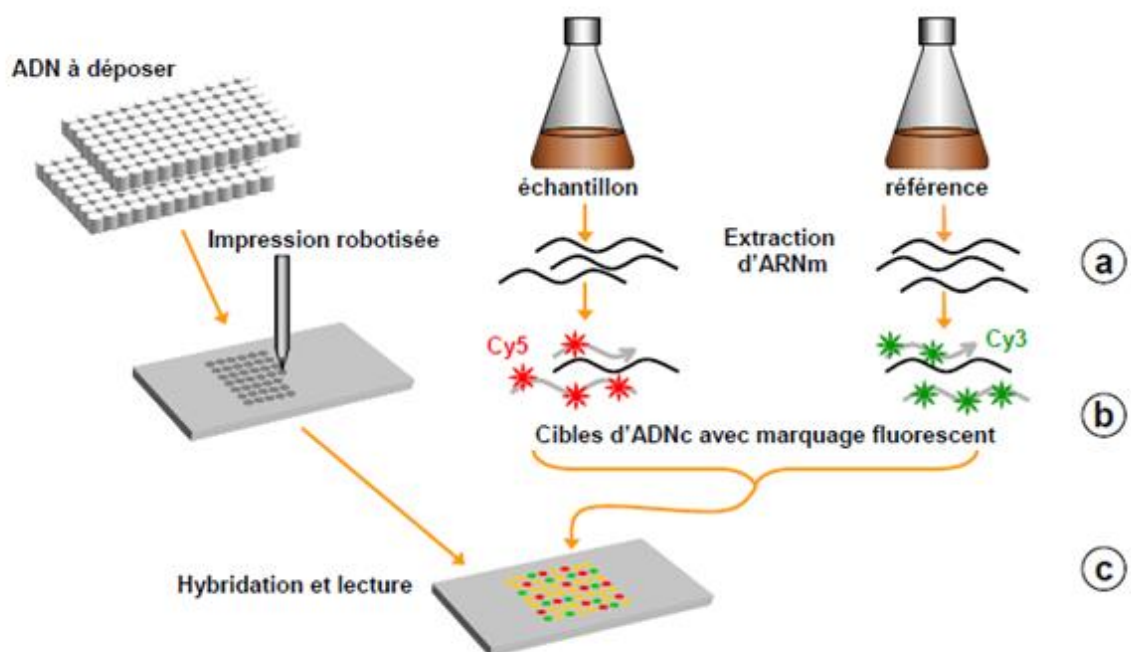 ADN à déposer
échantillon
référence
Impression robotisée
Extraction
d'ARNm
a
Cy5
Cy3
b
Cibles d'ADNc avec marquage fluorescent
Hybridation et lecture
c